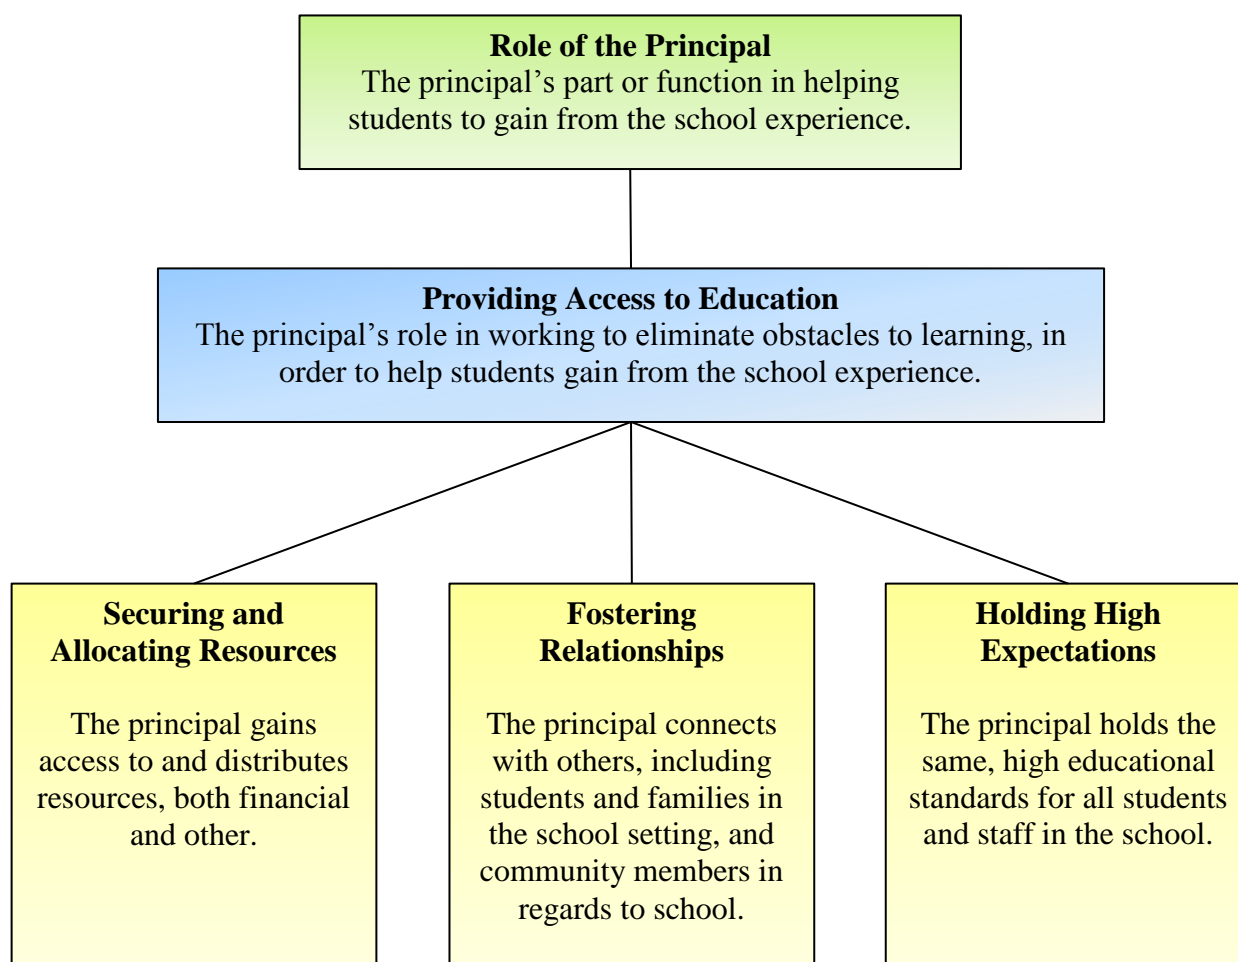 Role of the Principal
The principal’s part or function in helping
students to gain from the school experience.
Providing Access to Education
The principal’s role in working to eliminate obstacles to learning, in
order to help students gain from the school experience.
Securing and
Allocating Resources
The principal gains
access to and distributes
resources, both financial
and other.
Fostering
Relationships
The principal connects
with others, including
students and families in
the school setting, and
community members in
regards to school.
Holding High
Expectations
The principal holds the
same, high educational
standards for all students
and staff in the school.